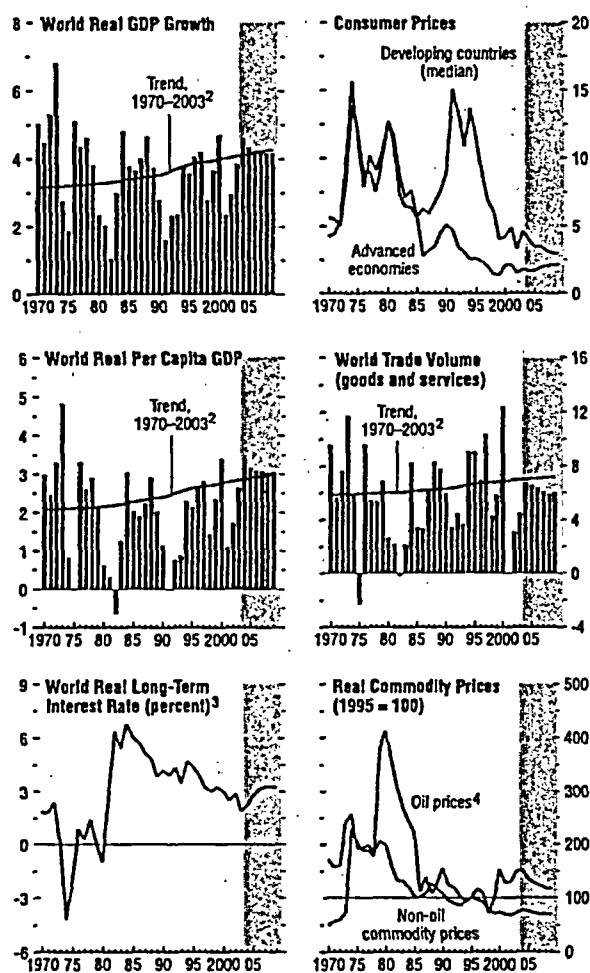 World Real GDP Growth
8
6
4
2
0
Trend,
1970–2003²
1970 75 80 85 90 95 2000 05
Consumer Prices
20
15
10
5
0
Developing countries
(median)
Advanced
economies
1970 75 80 85 90 95 2000 05
World Real Per Capita GDP
6
5
4
3
2
1
0
-1
Trend,
1970–2003²
1970 75 80 85 90 95 2000 05
World Trade Volume
(goods and services)
16
12
8
4
0
-4
Trend,
1970–2003²
1970 75 80 85 90 95 2000 05
World Real Long-Term
Interest Rate (percent)³
9
6
3
0
-3
-6
1970 75 80 85 90 95 2000 05
Real Commodity Prices
(1995 = 100)
500
400
300
200
100
0
Oil prices⁴
Non-oil
commodity prices
1970 75 80 85 90 95 2000 05